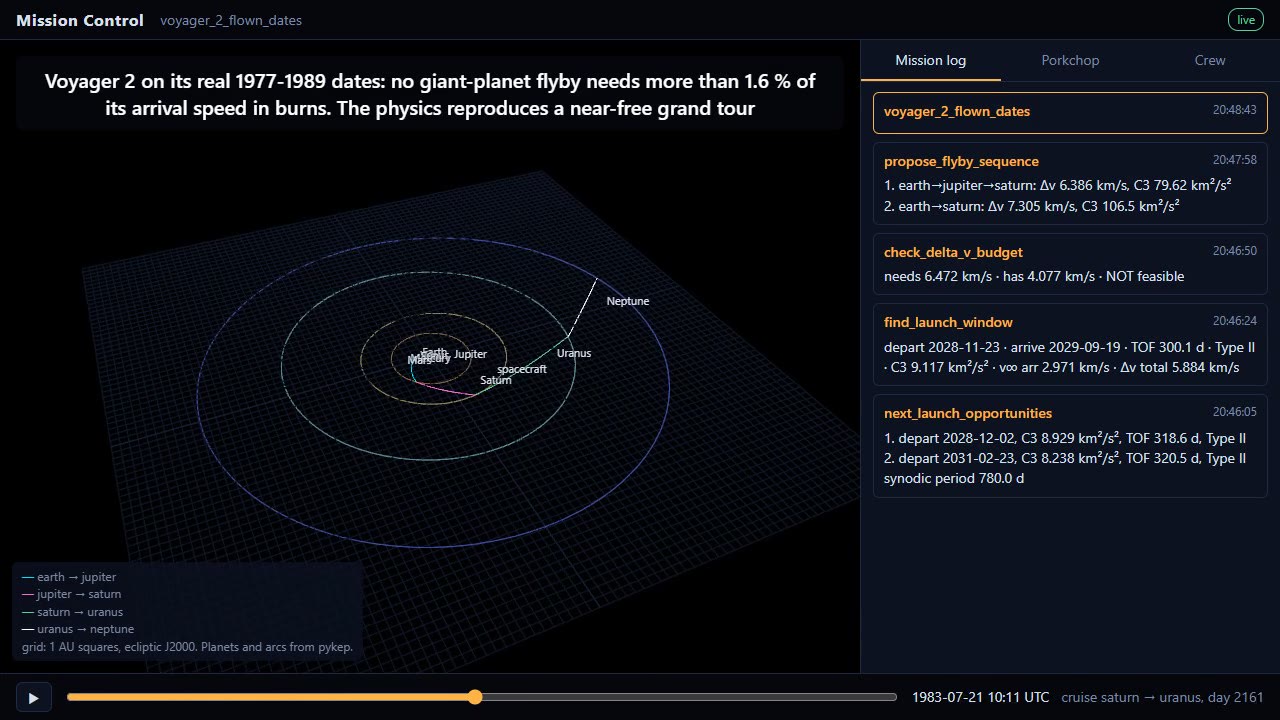 Mission Control
voyager_2_flown_dates
live
Voyager 2 on its real 1977-1989 dates: no giant-planet flyby needs more than 1.6 % of
its arrival speed in burns. The physics reproduces a near-free grand tour
Neptune
Uranus
Jupiter
Earth
Mars
spacecraft
Saturn
earth → jupiter
jupiter → saturn
saturn → uranus
uranus → neptune
grid: 1 AU squares, ecliptic J2000. Planets and arcs from pykep.
Mission log
Porkchop
Crew
voyager_2_flown_dates 20:48:43
propose_flyby_sequence 20:47:58
1. earth→jupiter→saturn: Δv 6.386 km/s, C3 79.62 km²/s²
2. earth→saturn: Δv 7.305 km/s, C3 106.5 km²/s²
check_delta_v_budget 20:46:50
needs 6.472 km/s · has 4.077 km/s · NOT feasible
find_launch_window 20:46:24
depart 2028-11-23 · arrive 2029-09-19 · TOF 300.1 d · Type II
· C3 9.117 km²/s² · v∞ arr 2.971 km/s · Δv total 5.884 km/s
next_launch_opportunities 20:46:05
1. depart 2028-12-02, C3 8.929 km²/s², TOF 318.6 d, Type II
2. depart 2031-02-23, C3 8.238 km²/s², TOF 320.5 d, Type II
synodic period 780.0 d
1983-07-21 10:11 UTC
cruise saturn → uranus, day 2161